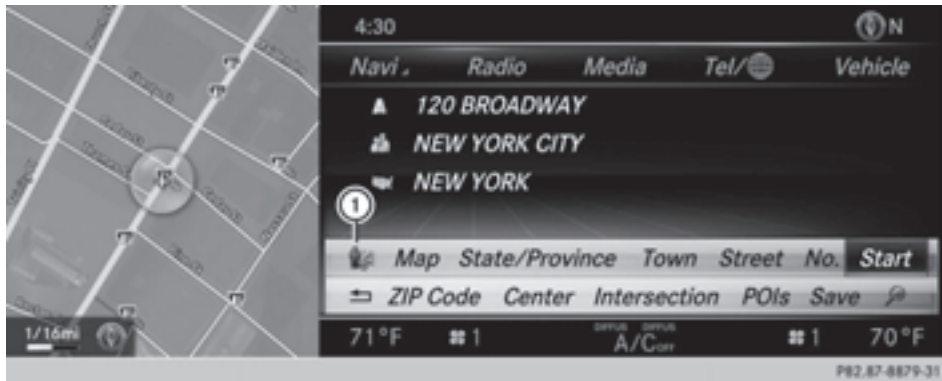 4:30
N
Navi Radio Media Tel/ Vehicle
120 BROADWAY
NEW YORK CITY
NEW YORK
1
Map State/Province Town Street No. Start
ZIP Code Center Intersection POIs Save
1/16mi
71°F 1 DIFFUS DIFFUS 1 70°F
A/C OFF
P82.87-8879-31